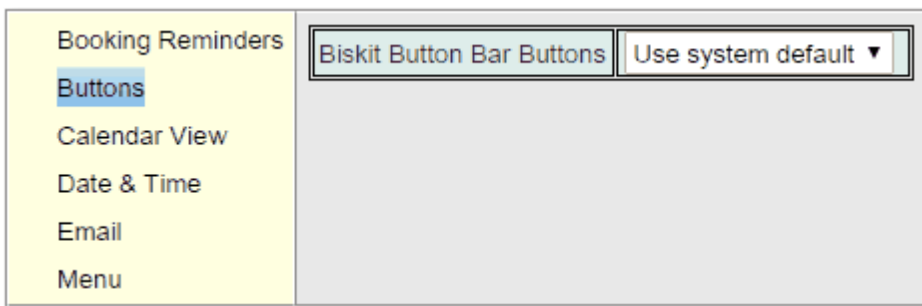 Booking Reminders
Buttons
Calendar View
Date & Time
Email
Menu
Biskit Button Bar Buttons Use system default ▼